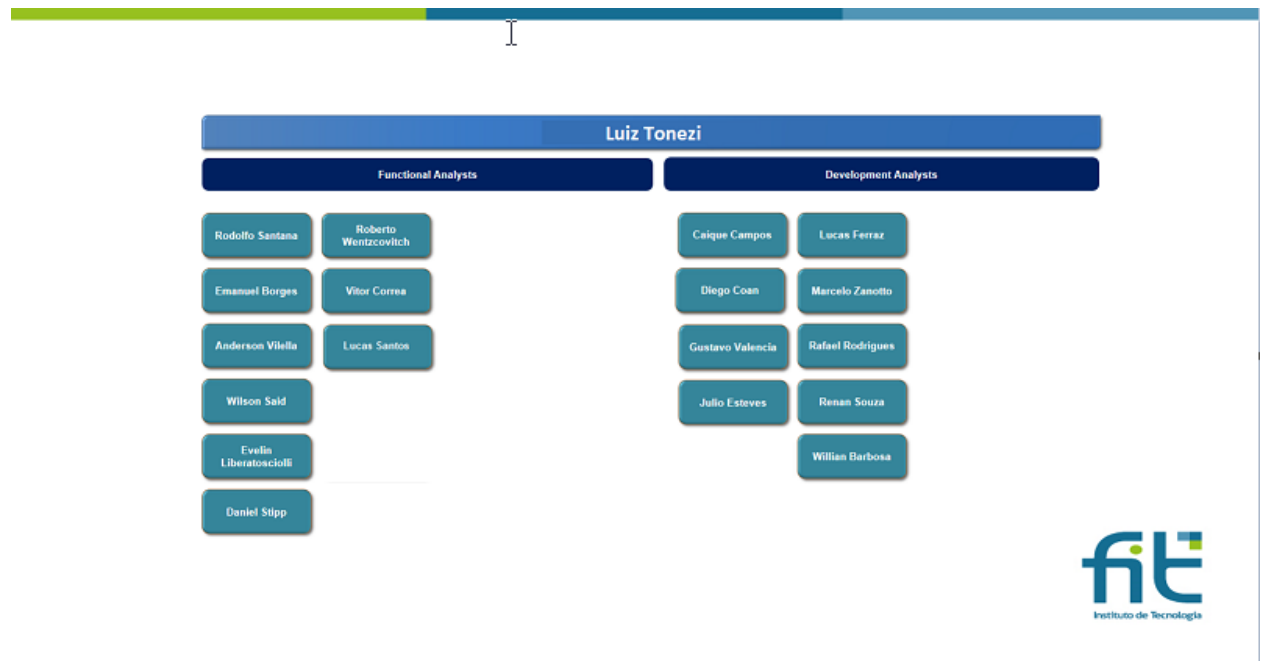 Luiz Tonezi
Functional Analysts
Development Analysts
Rodolfo Santana
Roberto
Wentzcovitch
Emanuel Borges
Vitor Correa
Anderson Vilella
Lucas Santos
Wilson Said
Evelin
Liberatosciolli
Daniel Stipp
Caique Campos
Lucas Ferraz
Diego Coan
Marcelo Zanotto
Gustavo Valencia
Rafael Rodrigues
Julio Esteves
Renan Souza
Willian Barbosa
fit
Instituto de Tecnologia